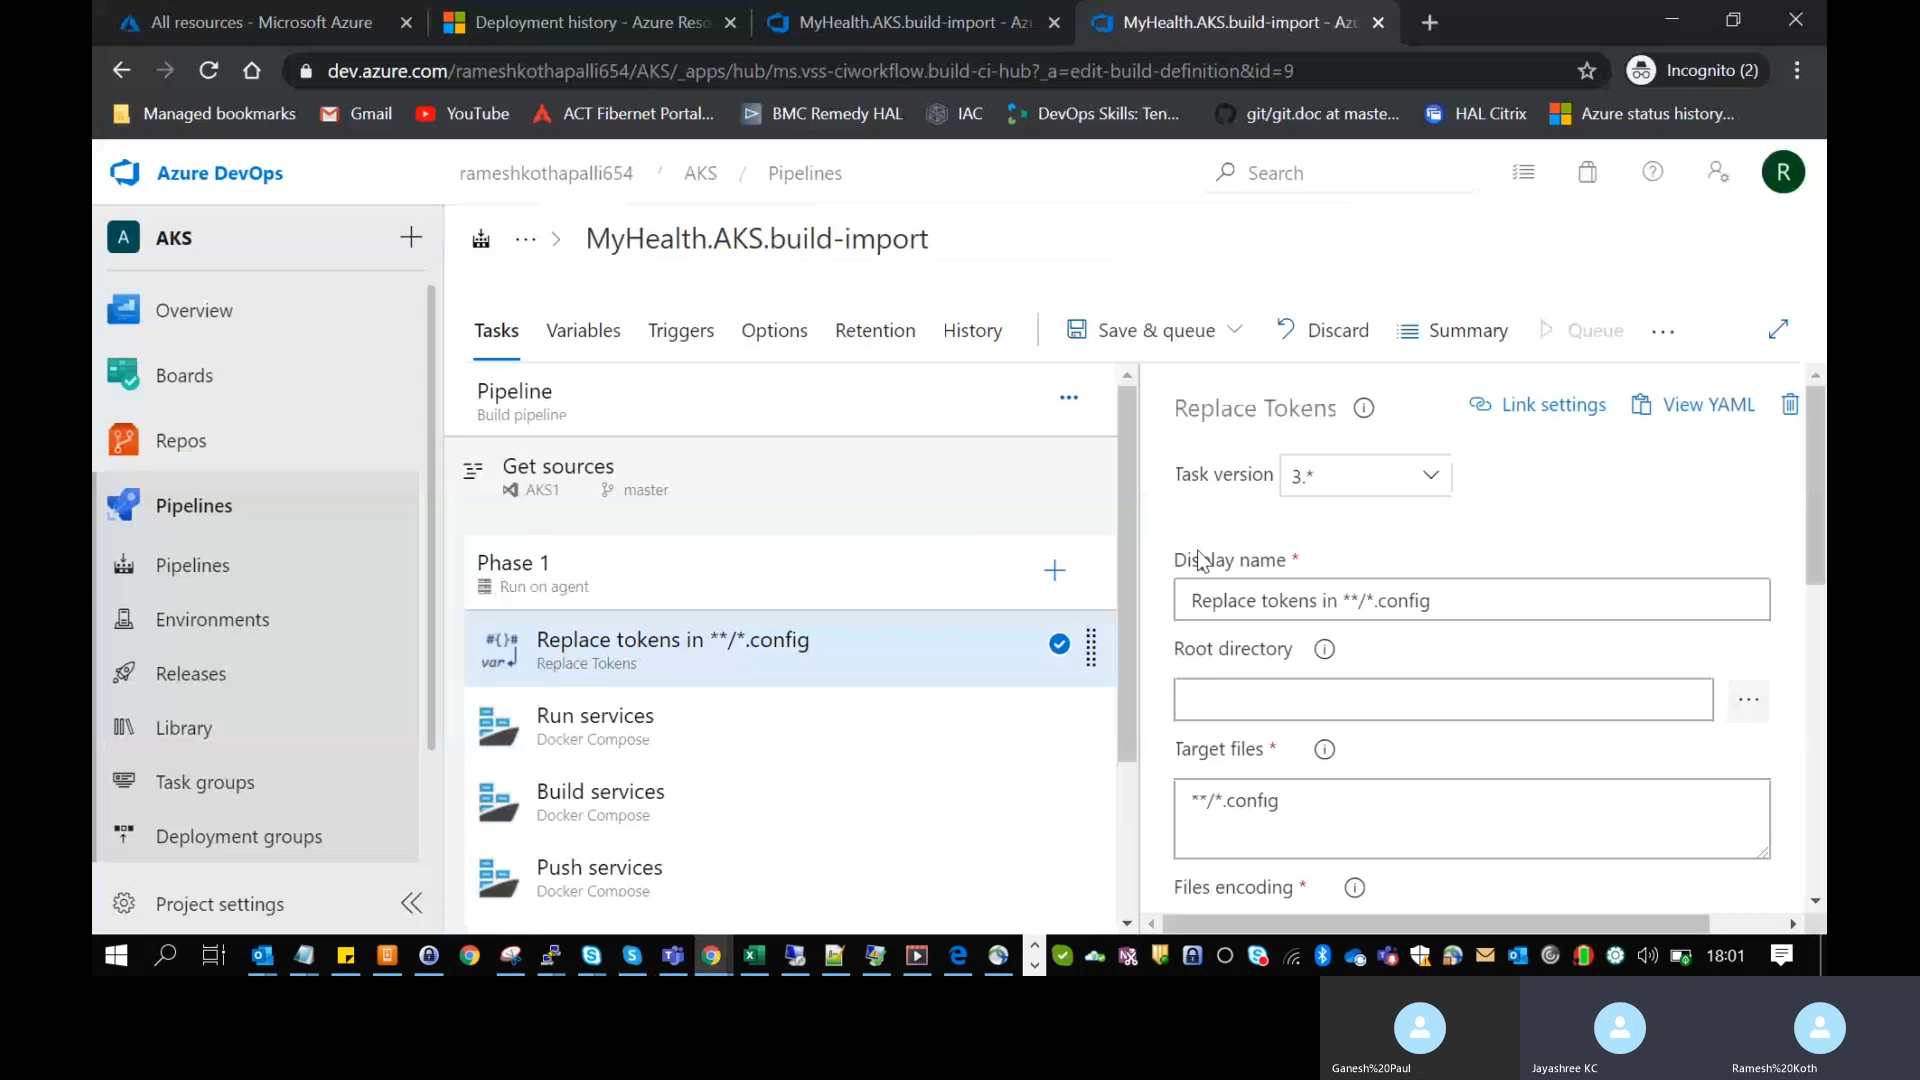 All resources - Microsoft Azure
Deployment history - Azure Reso
MyHealth.AKS.build-import - Az
MyHealth.AKS.build-import - Az
dev.azure.com/rameshkothapalli654/AKS/_apps/hub/ms.vss-ciworkflow.build-ci-hub?_a=edit-build-definition&id=9
Incognito (2)
Managed bookmarks
Gmail
YouTube
ACT Fibernet Portal...
BMC Remedy HAL
IAC
DevOps Skills: Ten...
git/git.doc at maste...
HAL Citrix
Azure status history...
Azure DevOps
rameshkothapalli654 / AKS / Pipelines
Search
R
A AKS
MyHealth.AKS.build-import
Overview
Boards
Repos
Pipelines
Pipelines
Environments
Releases
Library
Task groups
Deployment groups
Project settings
Tasks
Variables
Triggers
Options
Retention
History
Save & queue
Discard
Summary
Queue
Pipeline
Build pipeline
Get sources
AKS1 master
Phase 1
Run on agent
#{}#
var
Replace tokens in **/*.config
Replace Tokens
Run services
Docker Compose
Build services
Docker Compose
Push services
Docker Compose
Replace Tokens
Link settings
View YAML
Task version 3.*
Display name *
Replace tokens in **/*.config
Root directory
Target files *
**/*.config
Files encoding *
18:01
Ganesh%20Paul
Jayashree KC
Ramesh%20Koth